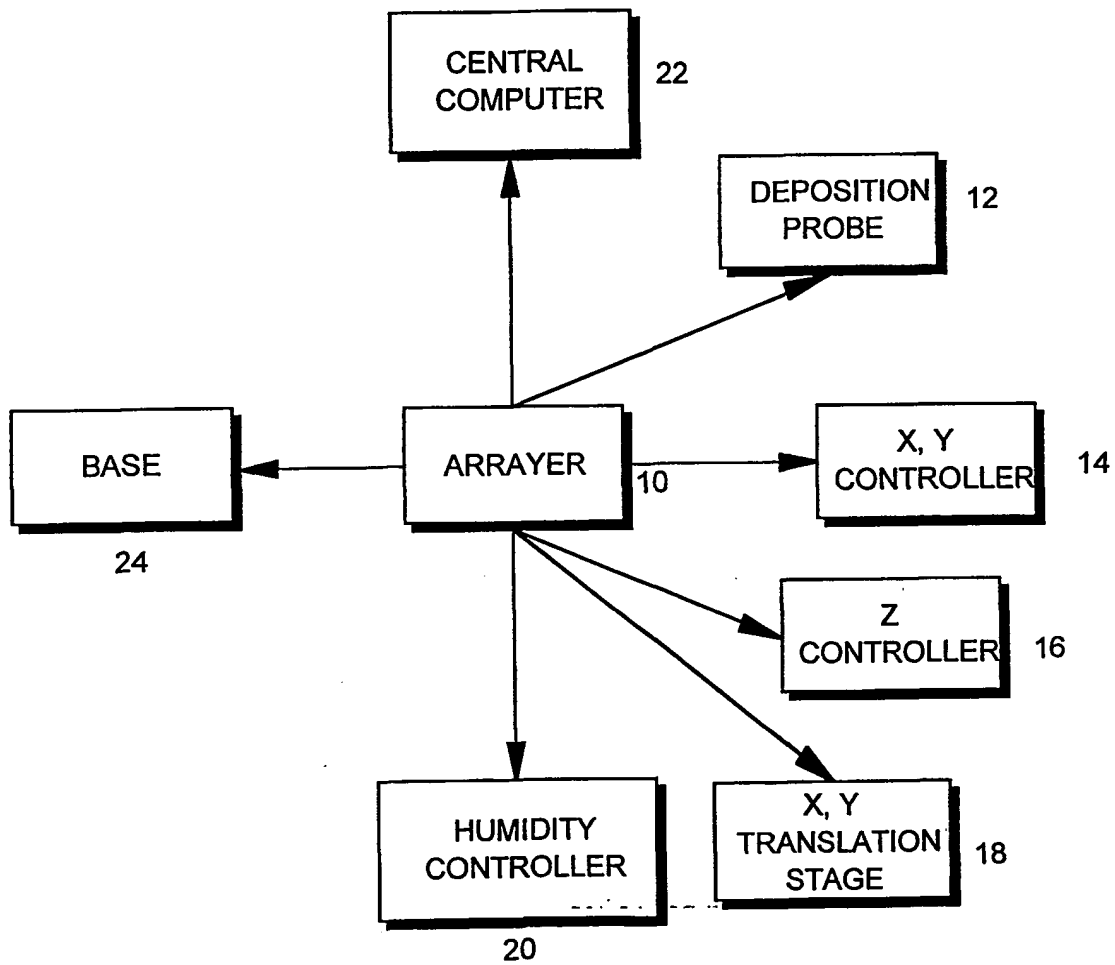 CENTRAL
COMPUTER
22
DEPOSITION
PROBE
12
BASE
24
ARRAYER
10
X, Y
CONTROLLER
14
Z
CONTROLLER
16
HUMIDITY
CONTROLLER
20
X, Y
TRANSLATION
STAGE
18